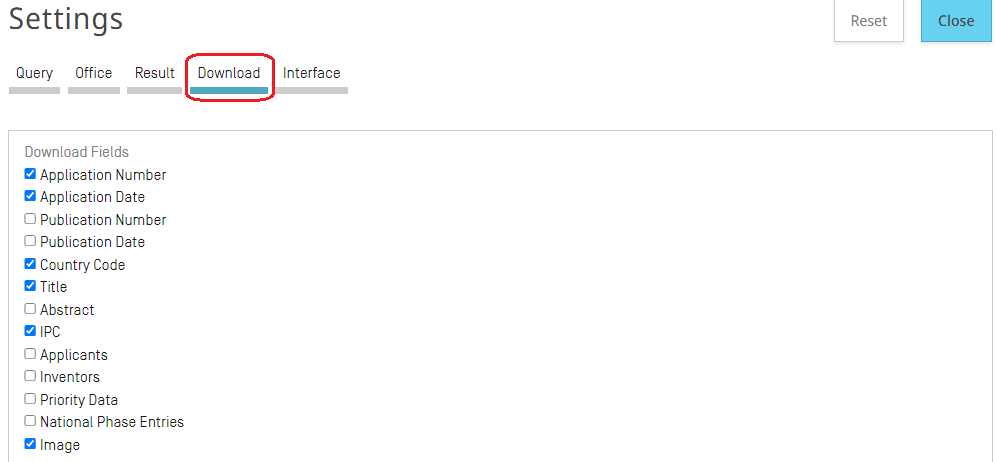 Settings
Reset
Close
Query Office Result Download Interface
Download Fields
Application Number
Application Date
Publication Number
Publication Date
Country Code
Title
Abstract
IPC
Applicants
Inventors
Priority Data
National Phase Entries
Image